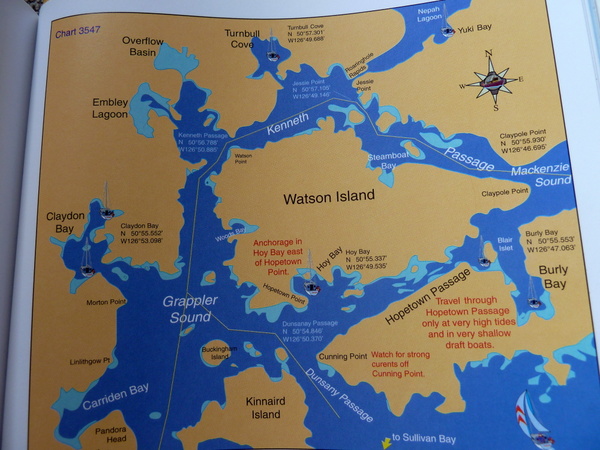 Chart 3547
Nepah
Lagoon
Yuki Bay
Turnbull
Cove
Turnbull Cove
N 50°57.301'
W126°49.686'
Overflow
Basin
Roaringhole
Rapids
Jessie Point
N 50°57.195'
W126°49.146'
Jessie
Point
N
W
E
S
Embley
Lagoon
Kenneth Passage
N 50°56.788'
W126°50.685'
Kenneth
Passage
Claypole Point
N 50°55.930'
W126°46.695'
Watson
Point
Steamboat
Bay
Mackenzie
Sound
Watson Island
Claypole Point
Claydon
Bay
Claydon Bay
N 50°55.552'
W126°53.098'
Woods Bay
Anchorage in
Hoy Bay east
of Hopetown
Point.
Hoy Bay
Hoy Bay
N 50°55.337'
W126°49.535'
Blair
Islet
Burly Bay
N 50°55.553'
W126°47.063'
Burly
Bay
Hopetown Point
Hopetown Passage
Morton Point
Grappler
Sound
Travel through
Hopetown Passage
only at very high tides
and in very shallow
draft boats.
Dunsany Passage
N 50°54.846'
W126°50.370'
Buckingham
Island
Cunning Point
Watch for strong
curents off
Cunning Point.
Linlithgow Pt
Carriden Bay
Kinnaird
Island
Dunsany Passage
Pandora
Head
to Sullivan Bay